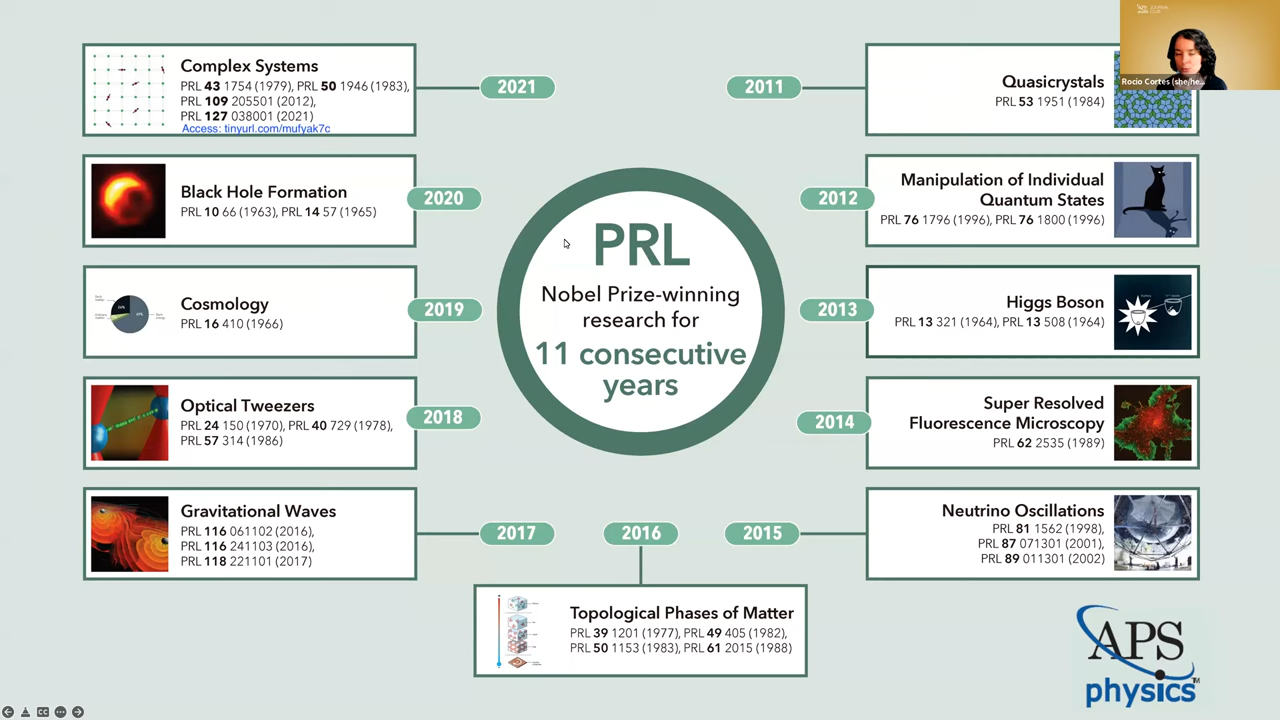 Complex Systems
PRL 43 1754 (1979), PRL 50 1946 (1983),
PRL 109 205501 (2012),
PRL 127 038001 (2021)
Access: tinyurl.com/mufyak7c
2021
Black Hole Formation
PRL 10 66 (1963), PRL 14 57 (1965)
2020
Cosmology
PRL 16 410 (1966)
2019
Optical Tweezers
PRL 24 150 (1970), PRL 40 729 (1978),
PRL 57 314 (1986)
2018
Gravitational Waves
PRL 116 061102 (2016),
PRL 116 241103 (2016),
PRL 118 221101 (2017)
2017
PRL
Nobel Prize-winning
research for
11 consecutive
years
2016
Topological Phases of Matter
PRL 39 1201 (1977), PRL 49 405 (1982),
PRL 50 1153 (1983), PRL 61 2015 (1988)
2011
Quasicrystals
PRL 53 1951 (1984)
Rocio Cortes (she/he...
2012
Manipulation of Individual
Quantum States
PRL 76 1796 (1996), PRL 76 1800 (1996)
2013
Higgs Boson
PRL 13 321 (1964), PRL 13 508 (1964)
2014
Super Resolved
Fluorescence Microscopy
PRL 62 2535 (1989)
2015
Neutrino Oscillations
PRL 81 1562 (1998),
PRL 87 071301 (2001),
PRL 89 011301 (2002)
APS
physics
TM
CC